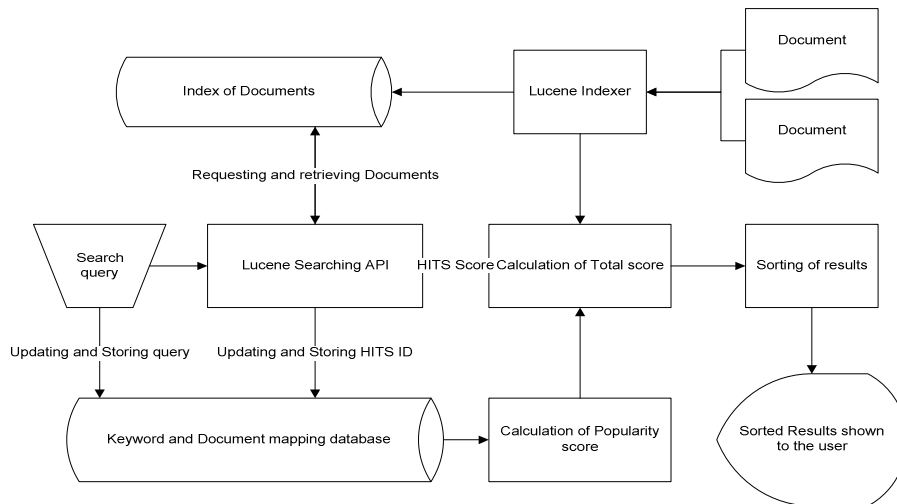 Document
Index of Documents
Lucene Indexer
Document
Requesting and retrieving Documents
Search
query
Lucene Searching API
HITS Score
Calculation of Total score
Sorting of results
Updating and Storing query
Updating and Storing HITS ID
Keyword and Document mapping database
Calculation of Popularity
score
Sorted Results shown
to the user